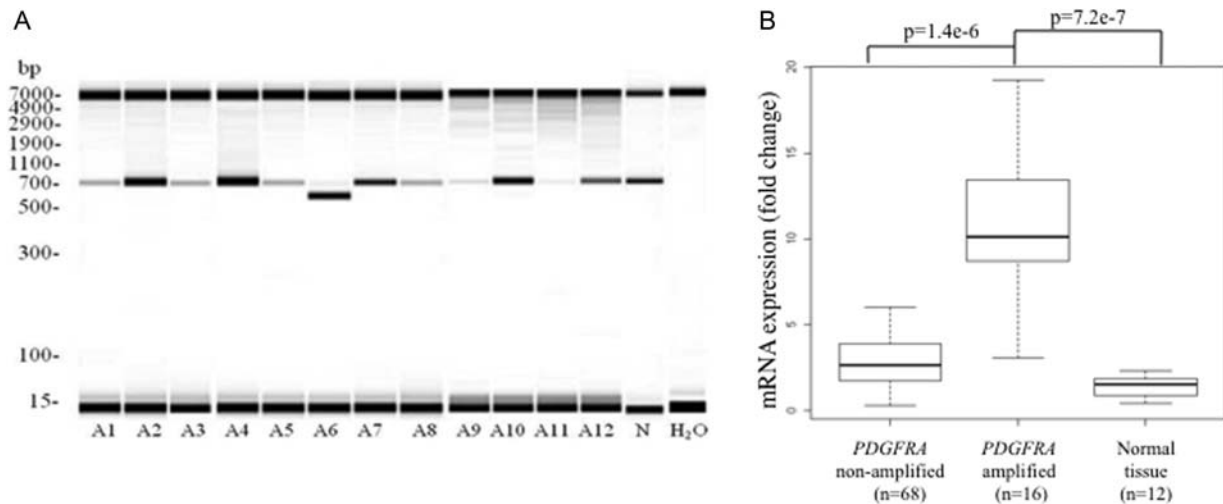 A
bp
7000-
4900-
2900-
1900-
1100-
700-
500-
300-
100-
15-
A1 A2 A3 A4 A5 A6 A7 A8 A9 A10 A11 A12 N H₂O
B
p=1.4e-6
p=7.2e-7
mRNA expression (fold change)
20
15
10
5
0
PDGFRA
non-amplified
(n=68)
PDGFRA
amplified
(n=16)
Normal
tissue
(n=12)